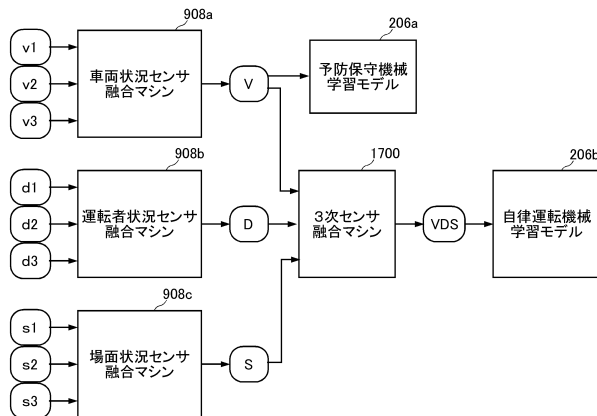 908a
v1
v2
v3
車両状況センサ
融合マシン
V
206a
予防保守機械
学習モデル
908b
d1
d2
d3
運転者状況センサ
融合マシン
D
1700
3次センサ
融合マシン
VDS
206b
自律運転機械
学習モデル
908c
s1
s2
s3
場面状況センサ
融合マシン
S